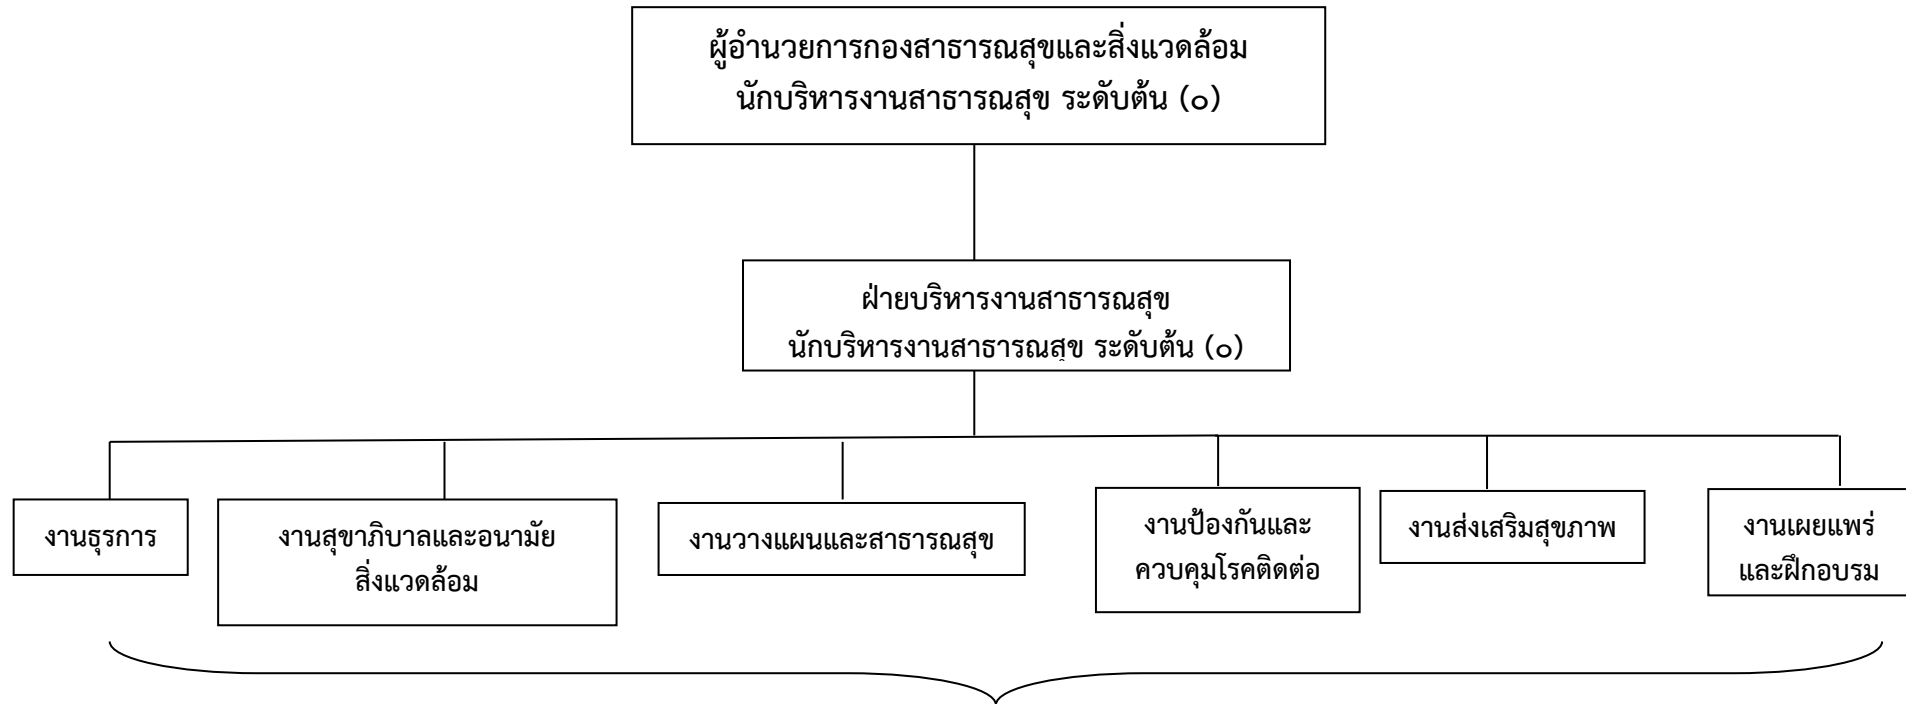 ผู้อำนวยการกองสาธารณสุขและสิ่งแวดล้อม
นักบริหารงานสาธารณสุข ระดับต้น (๑)
ฝ่ายบริหารงานสาธารณสุข
นักบริหารงานสาธารณสุข ระดับต้น (๑)
งานธุรการ
งานสุขาภิบาลและอนามัย
สิ่งแวดล้อม
งานวางแผนและสาธารณสุข
งานป้องกันและ
ควบคุมโรคติดต่อ
งานส่งเสริมสุขภาพ
งานเผยแพร่
และฝึกอบรม